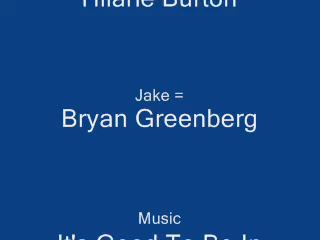 Hilarie Burton
Jake =
Bryan Greenberg
Music
It's Good To Be In